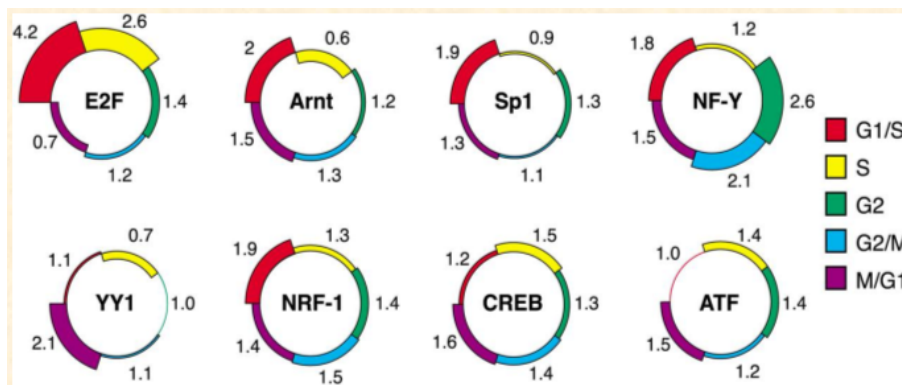 4.2 2.6 1.4 1.2 0.7 E2F
2 0.6 1.2 1.3 1.5 Arnt
1.9 0.9 1.3 1.1 1.3 Sp1
1.8 1.2 2.6 2.1 1.5 NF-Y
1.1 0.7 1.0 1.1 2.1 YY1
1.9 1.3 1.4 1.5 1.4 NRF-1
1.2 1.5 1.3 1.4 1.6 CREB
1.0 1.4 1.4 1.2 1.5 ATF
G1/S
S
G2
G2/M
M/G1